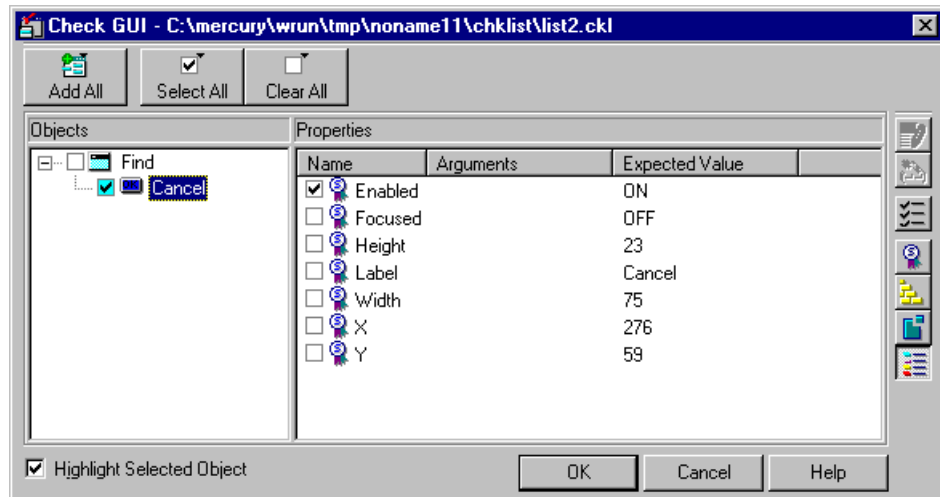 Check GUI - C:\mercury\wrun\tmp\noname11\chklist\list2.ckl
Add All Select All Clear All
Objects Properties
Find
Cancel
Name Arguments Expected Value
Enabled ON
Focused OFF
Height 23
Label Cancel
Width 75
X 276
Y 59
Highlight Selected Object OK Cancel Help